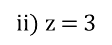 ii) z = 3